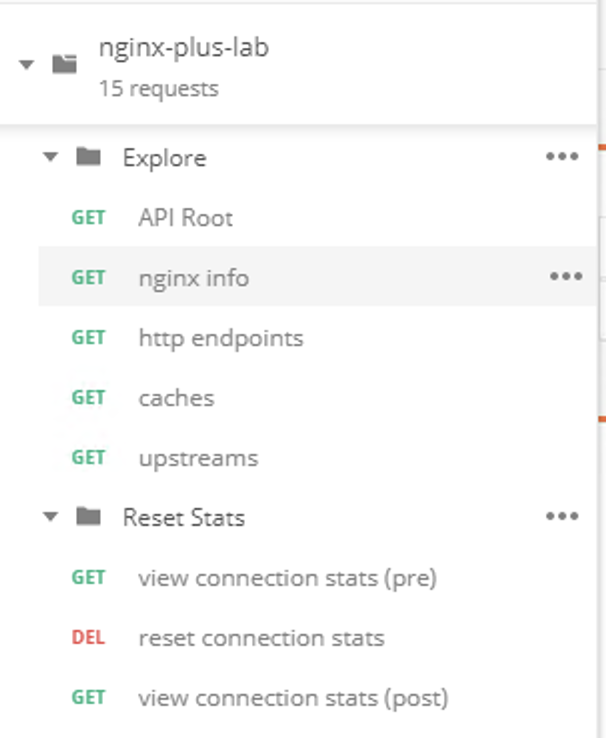 nginx-plus-lab
15 requests
Explore
GET API Root
GET nginx info
GET http endpoints
GET caches
GET upstreams
Reset Stats
GET view connection stats (pre)
DEL reset connection stats
GET view connection stats (post)